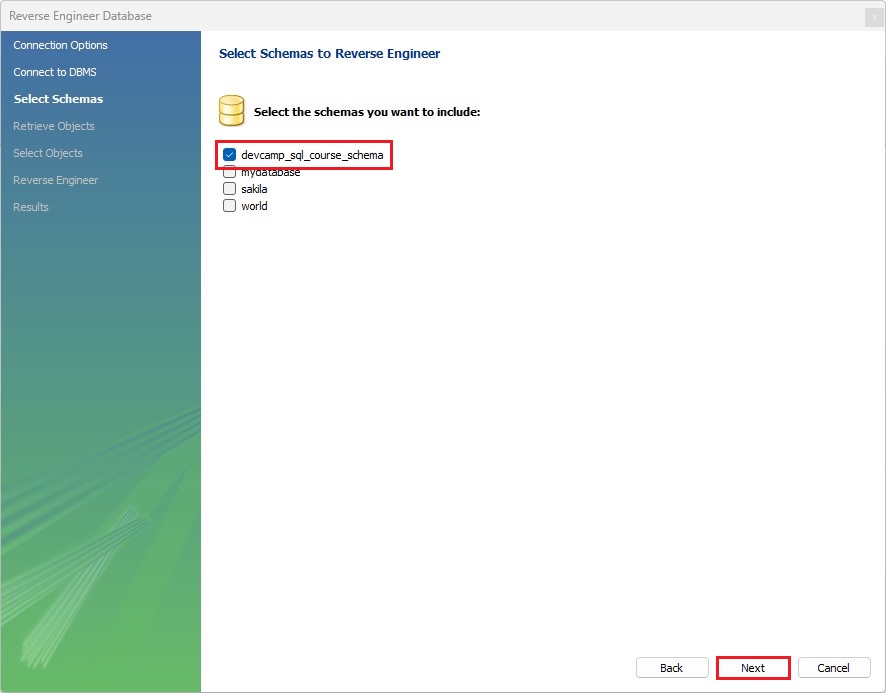 Reverse Engineer Database
Connection Options
Connect to DBMS
Select Schemas
Retrieve Objects
Select Objects
Reverse Engineer
Results
Select Schemas to Reverse Engineer
Select the schemas you want to include:
devcamp_sql_course_schema
mydatabase
sakila
world
Back
Next
Cancel